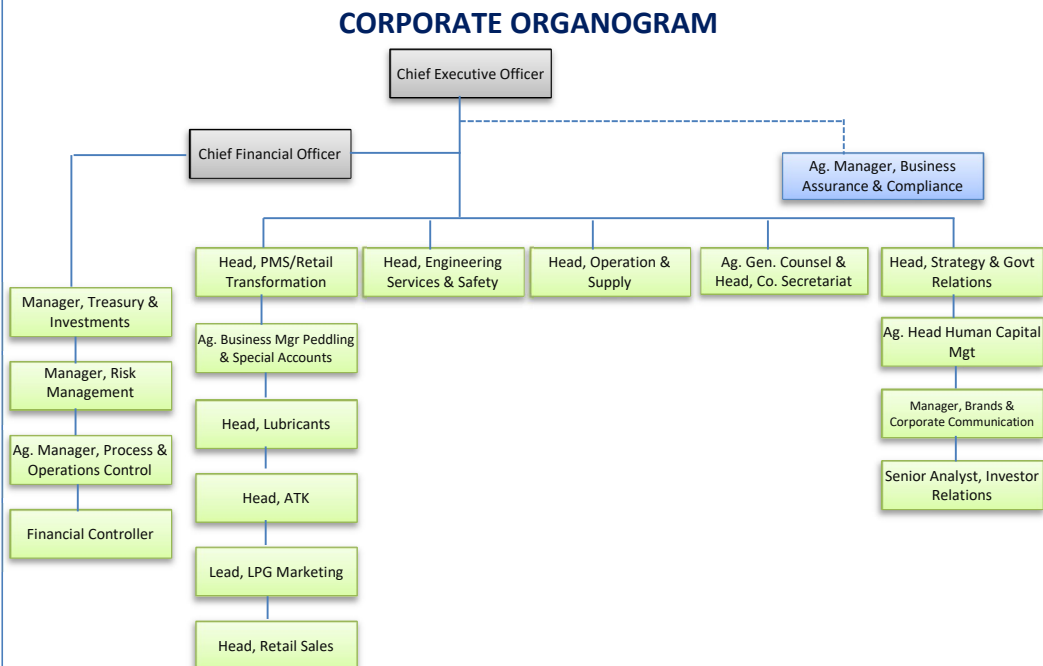 CORPORATE ORGANOGRAM
Chief Executive Officer
Chief Financial Officer
Ag. Manager, Business
Assurance & Compliance
Head, PMS/Retail
Transformation
Head, Engineering
Services & Safety
Head, Operation &
Supply
Ag. Gen. Counsel &
Head, Co. Secretariat
Head, Strategy & Govt
Relations
Manager, Treasury &
Investments
Manager, Risk
Management
Ag. Manager, Process &
Operations Control
Financial Controller
Ag. Business Mgr Peddling
& Special Accounts
Head, Lubricants
Head, ATK
Lead, LPG Marketing
Head, Retail Sales
Ag. Head Human Capital
Mgt
Manager, Brands &
Corporate Communication
Senior Analyst, Investor
Relations